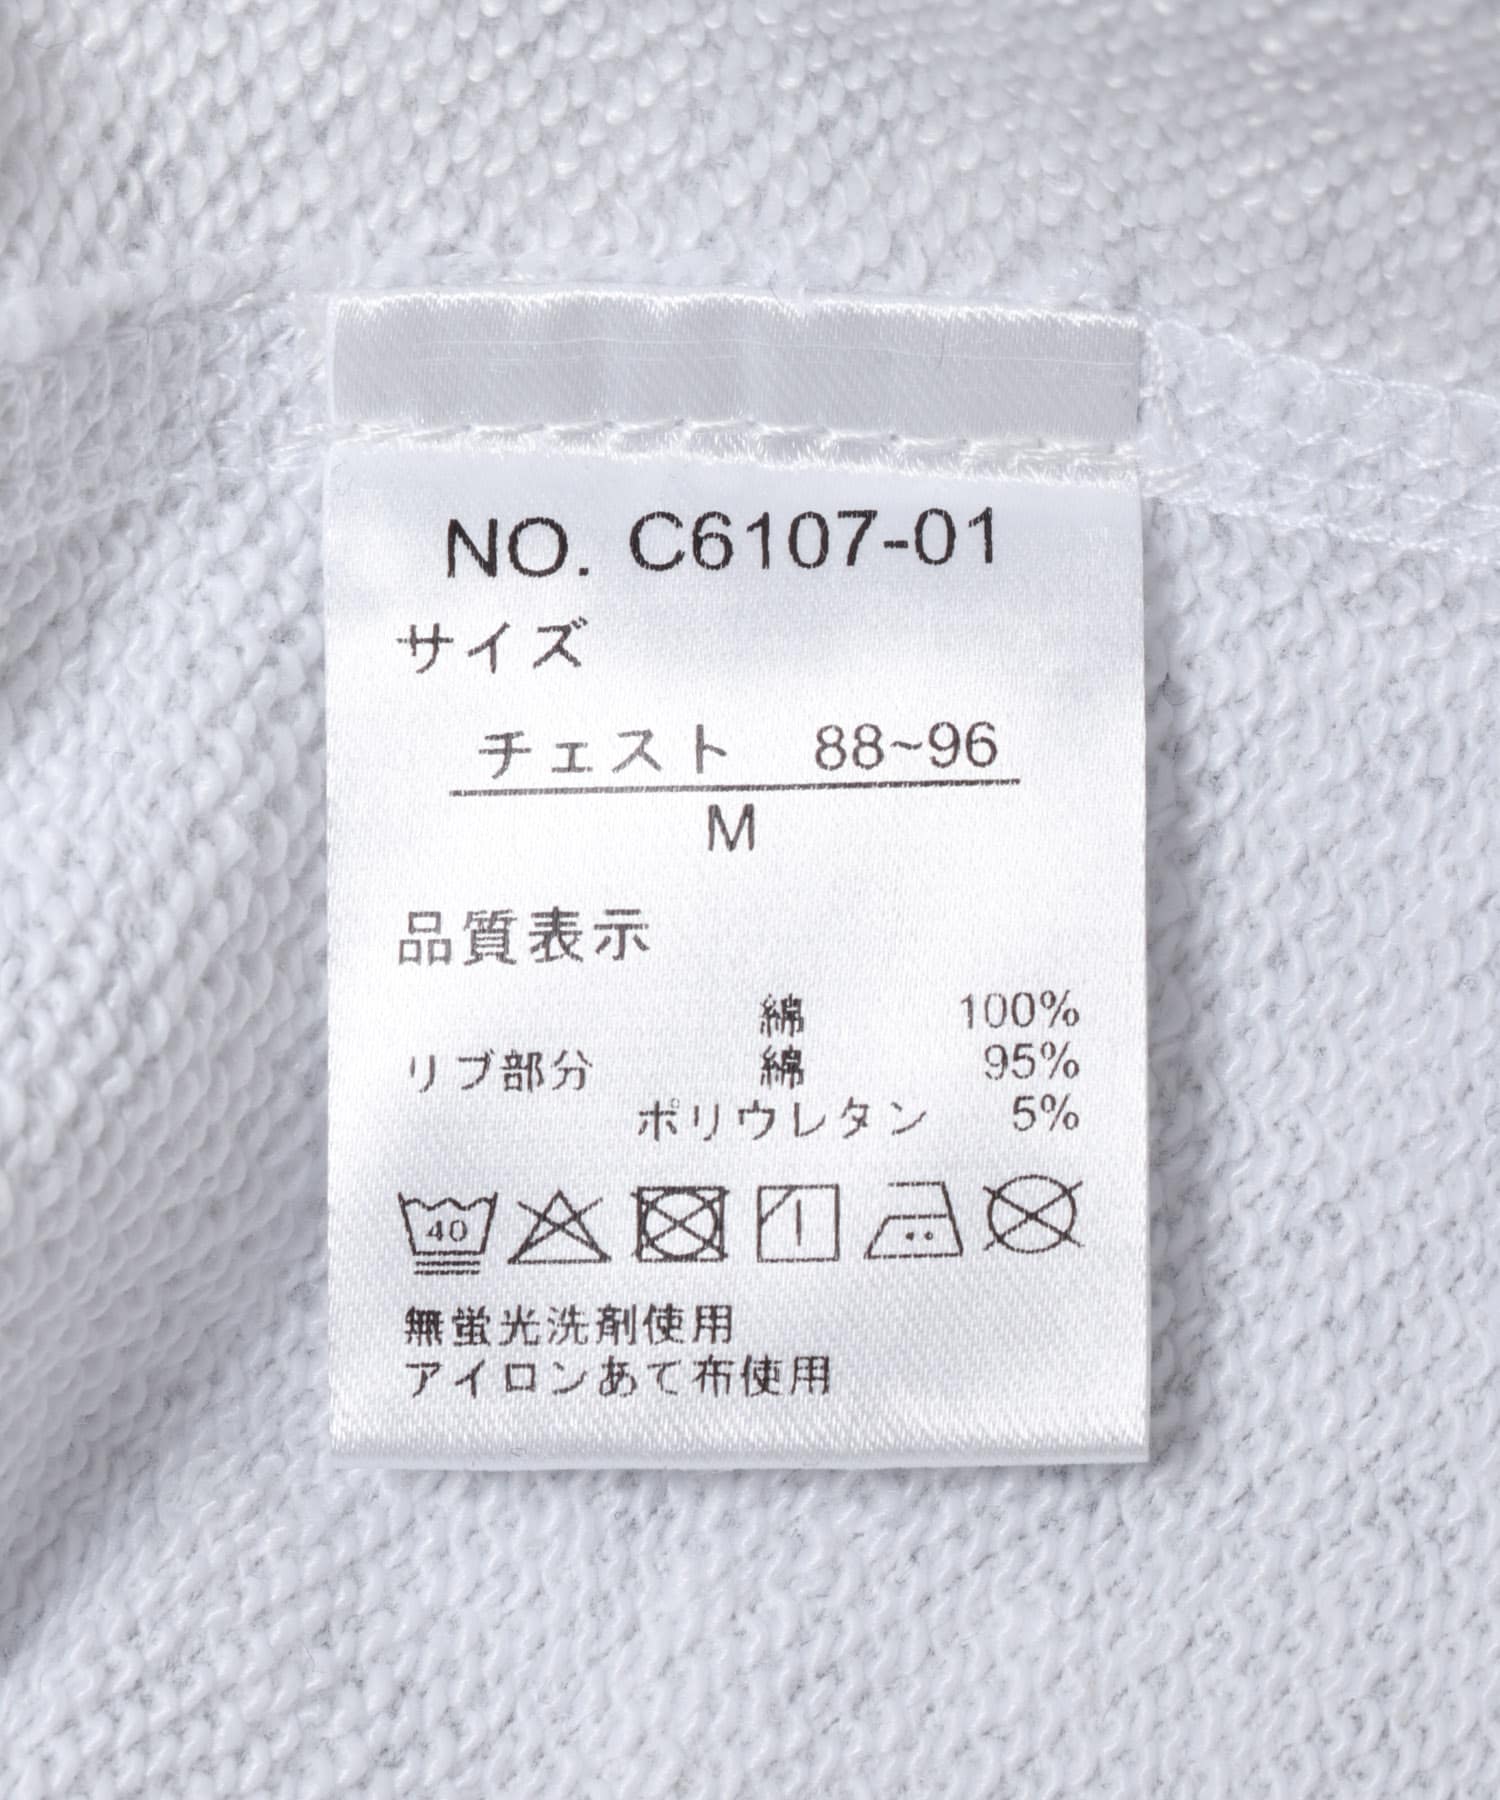 NO. C6107-01
サイズ
チェスト 88~96
M
品質表示
綿 100%
リブ部分 綿 95%
ポリウレタン 5%
40
無蛍光洗剤使用
アイロンあて布使用